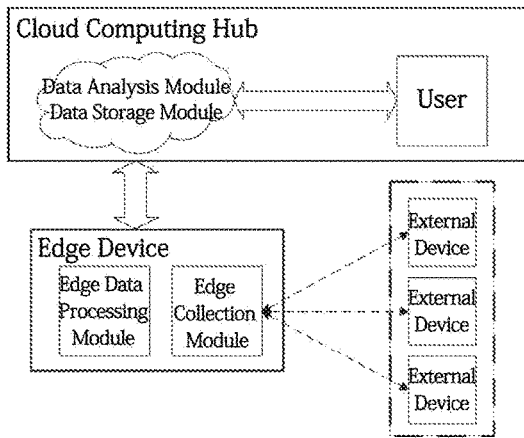 Cloud Computing Hub
Data Analysis Module
Data Storage Module
User
Edge Device
Edge Data
Processing
Module
Edge
Collection
Module
External
Device
External
Device
External
Device